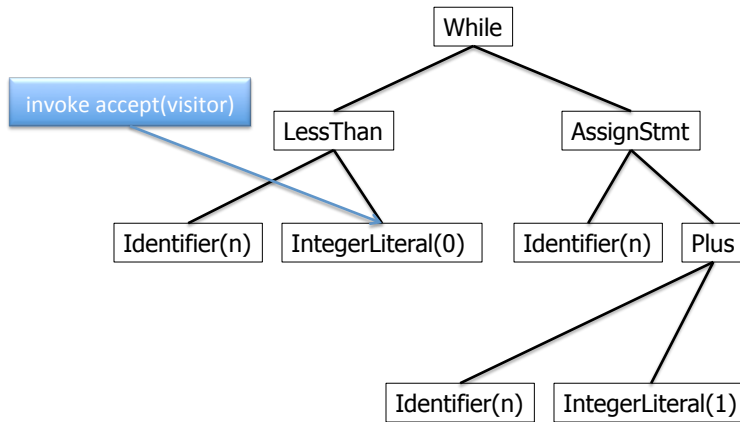 While
invoke accept(visitor)
LessThan
AssignStmt
Identifier(n)
IntegerLiteral(0)
Identifier(n)
Plus
Identifier(n)
IntegerLiteral(1)